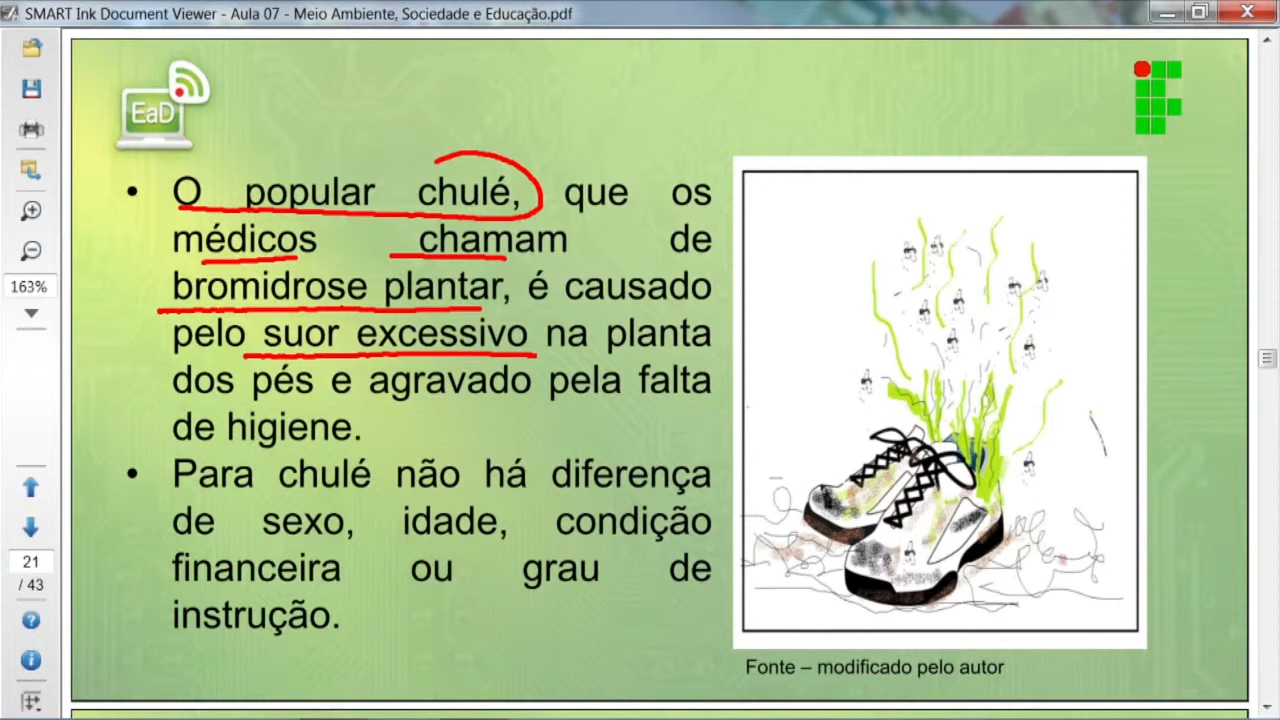 SMART Ink Document Viewer - Aula 07 - Meio Ambiente, Sociedade e Educação.pdf
EaD
• O popular chulé, que os
médicos chamam de
bromidrose plantar, é causado
pelo suor excessivo na planta
dos pés e agravado pela falta
de higiene.
• Para chulé não há diferença
de sexo, idade, condição
financeira ou grau de
instrução.
Fonte – modificado pelo autor
163%
21
/ 43